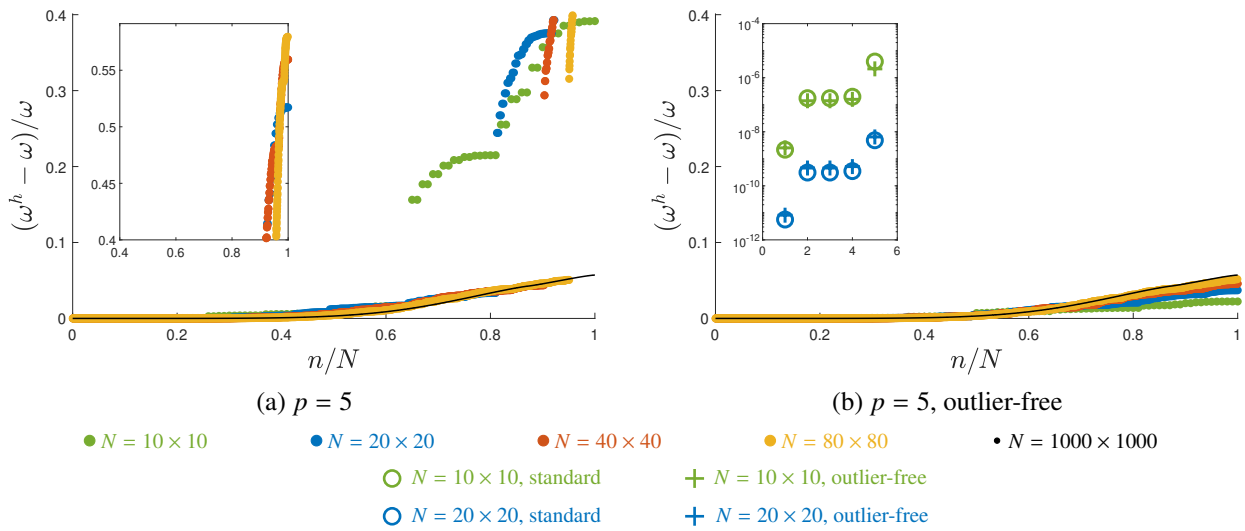 0.4
0.3
0.2
0.1
0
(ω^h − ω)/ω
0.55
0.5
0.45
0.4
0.4 0.6 0.8 1
0 0.2 0.4 0.6 0.8 1
n/N
(a) p = 5
0.4
0.3
0.2
0.1
0
(ω^h − ω)/ω
10^-4
10^-6
10^-8
10^-10
10^-12
0 2 4 6
0 0.2 0.4 0.6 0.8 1
n/N
(b) p = 5, outlier-free
N = 10 × 10 N = 20 × 20 N = 40 × 40 N = 80 × 80 N = 1000 × 1000
N = 10 × 10, standard N = 10 × 10, outlier-free
N = 20 × 20, standard N = 20 × 20, outlier-free